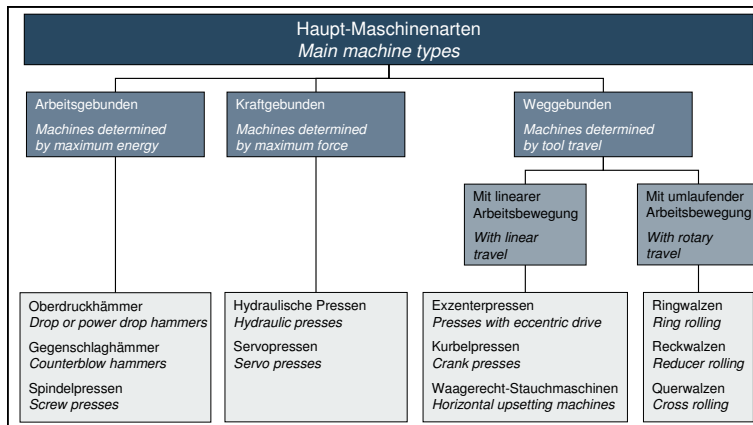 Haupt-Maschinenarten
Main machine types
Arbeitsgebunden
Machines determined
by maximum energy
Kraftgebunden
Machines determined
by maximum force
Weggebunden
Machines determined
by tool travel
Mit linearer
Arbeitsbewegung
With linear
travel
Mit umlaufender
Arbeitsbewegung
With rotary
travel
Oberdruckhämmer
Drop or power drop hammers
Gegenschlaghämmer
Counterblow hammers
Spindelpressen
Screw presses
Hydraulische Pressen
Hydraulic presses
Servopressen
Servo presses
Exzenterpressen
Presses with eccentric drive
Kurbelpressen
Crank presses
Waagerecht-Stauchmaschinen
Horizontal upsetting machines
Ringwalzen
Ring rolling
Reckwalzen
Reducer rolling
Querwalzen
Cross rolling